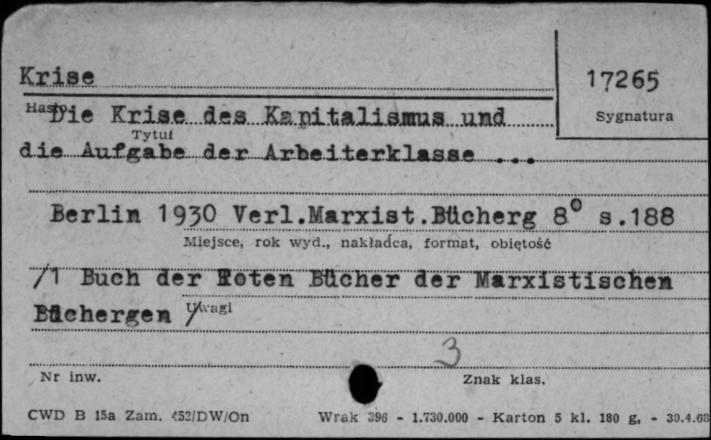 Krise
17265
Hasło
Die Krise des Kapitalismus und
Sygnatura
Tytuł
die Aufgabe der Arbeiterklasse ...
Berlin 1930 Verl.Marxist.Bücherg 8° s.188
Miejsce, rok wyd., nakładca, format, objętość
/1 Buch der Roten Bücher der Marxistischen
Büchergen /
Uwagi
3
Nr inw.
Znak klas.
CWD B 15a Zam. 452/DW/On
Wrak 396 - 1.730.000 - Karton 5 kl. 180 g, - 30.4.63